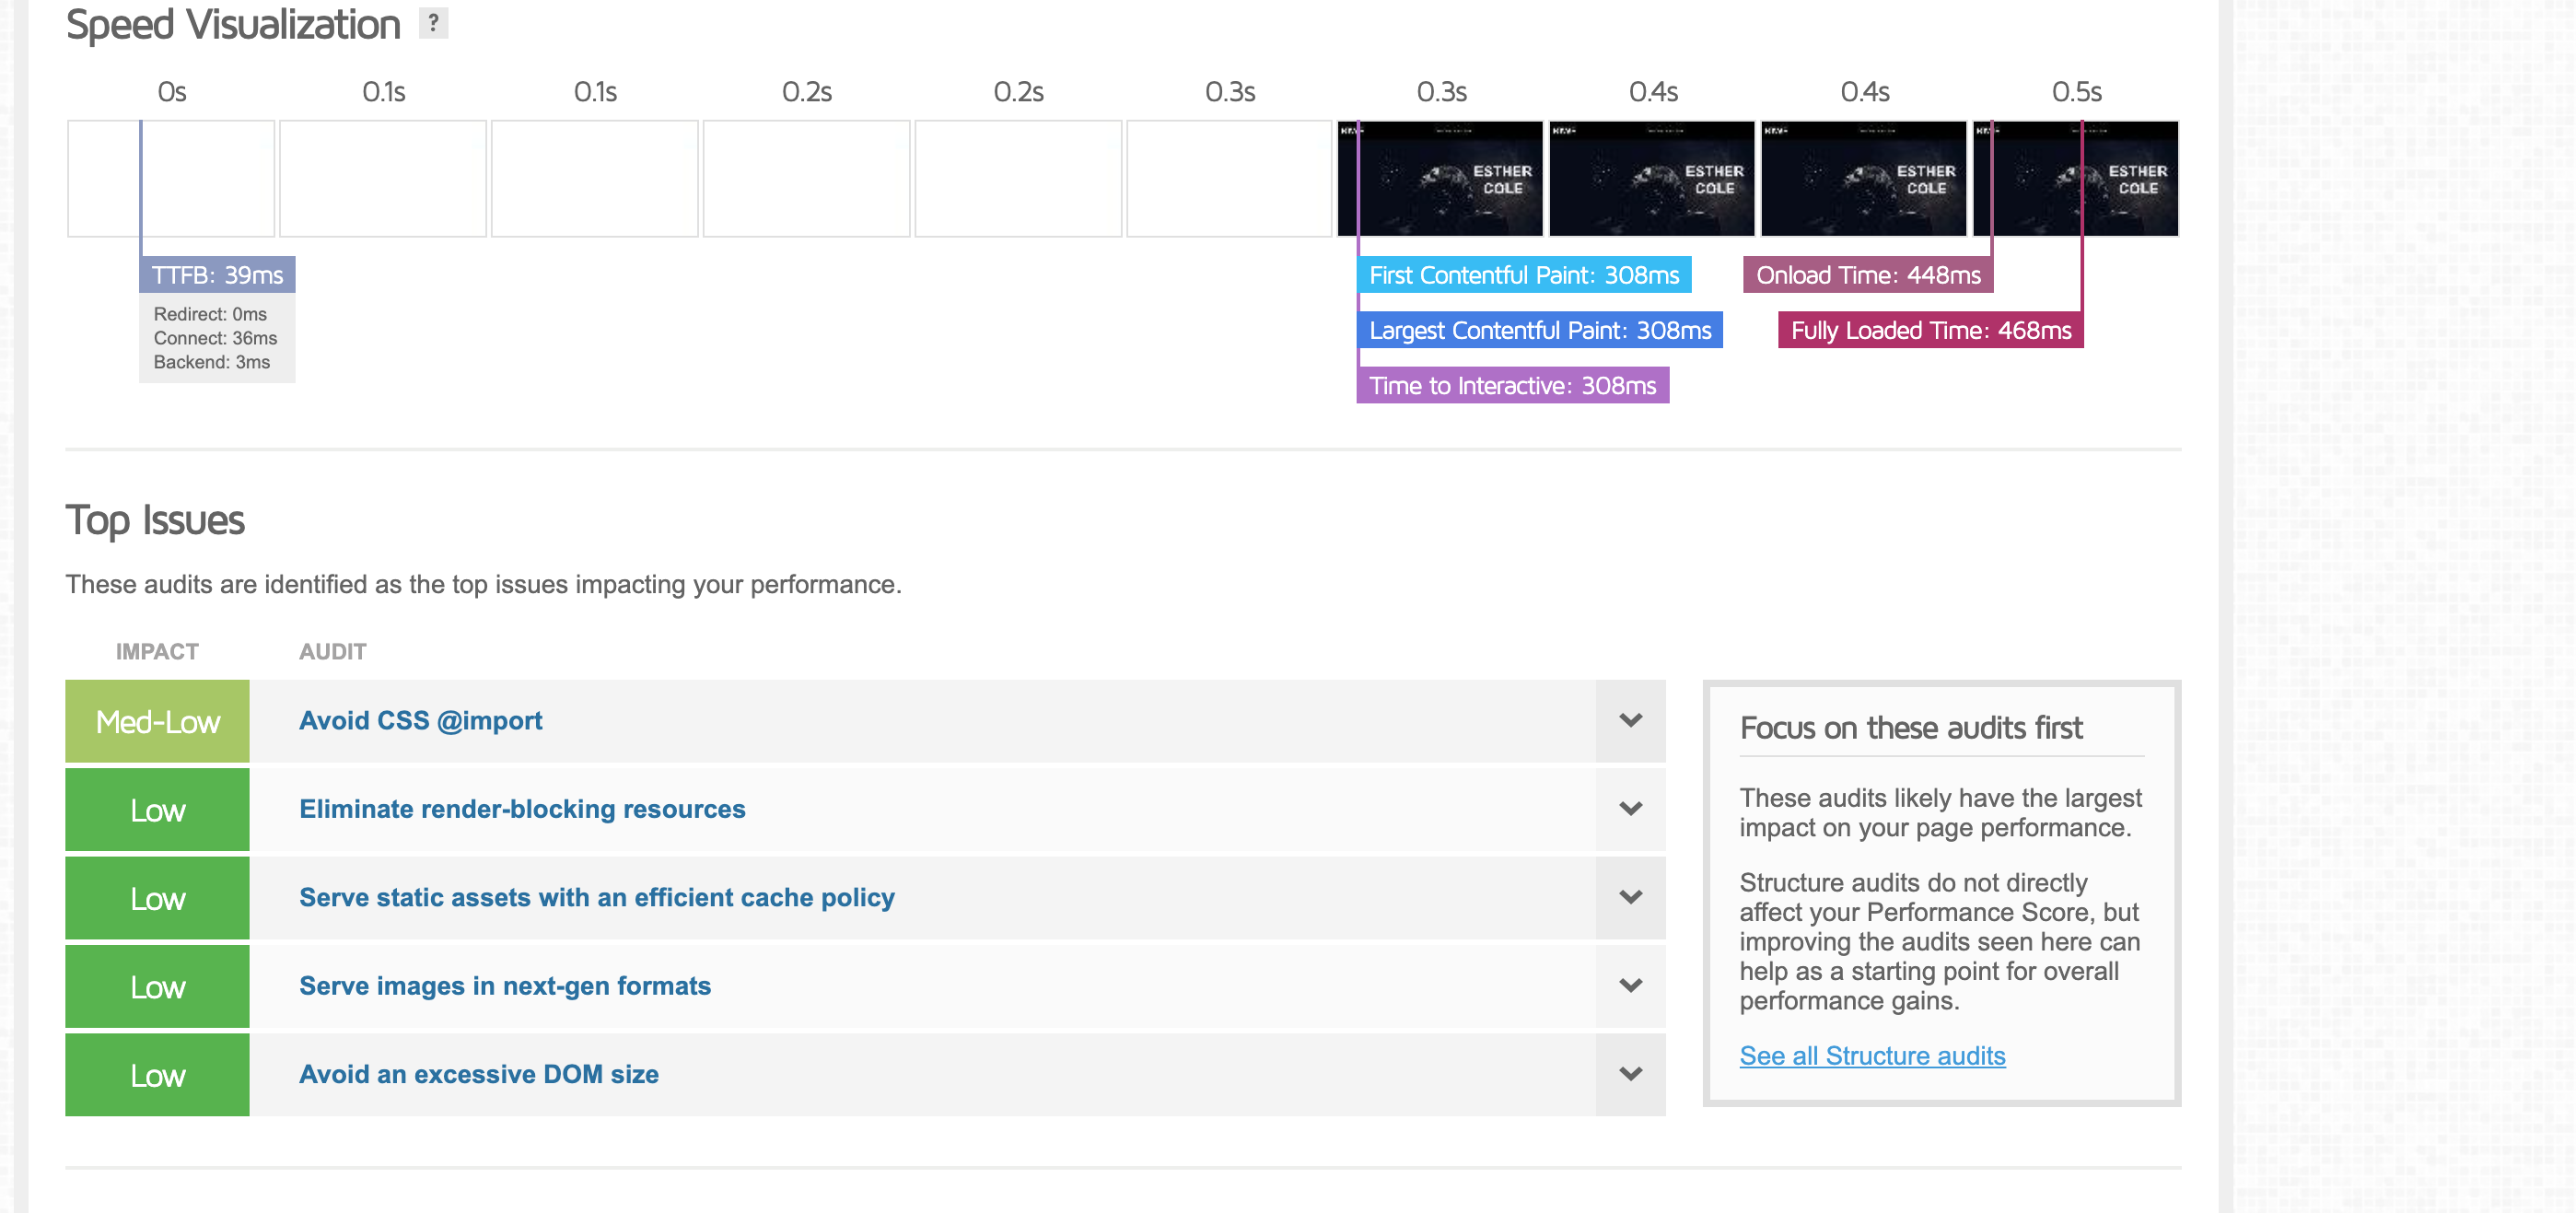 Speed Visualization ?
0s 0.1s 0.1s 0.2s 0.2s 0.3s 0.3s 0.4s 0.4s 0.5s
ESTHER COLE
ESTHER COLE
ESTHER COLE
ESTHER COLE
TTFB: 39ms
Redirect: 0ms
Connect: 36ms
Backend: 3ms
First Contentful Paint: 308ms
Onload Time: 448ms
Largest Contentful Paint: 308ms
Fully Loaded Time: 468ms
Time to Interactive: 308ms
Top Issues
These audits are identified as the top issues impacting your performance.
IMPACT AUDIT
Med-Low Avoid CSS @import
Low Eliminate render-blocking resources
Low Serve static assets with an efficient cache policy
Low Serve images in next-gen formats
Low Avoid an excessive DOM size
Focus on these audits first
These audits likely have the largest
impact on your page performance.
Structure audits do not directly
affect your Performance Score, but
improving the audits seen here can
help as a starting point for overall
performance gains.
See all Structure audits